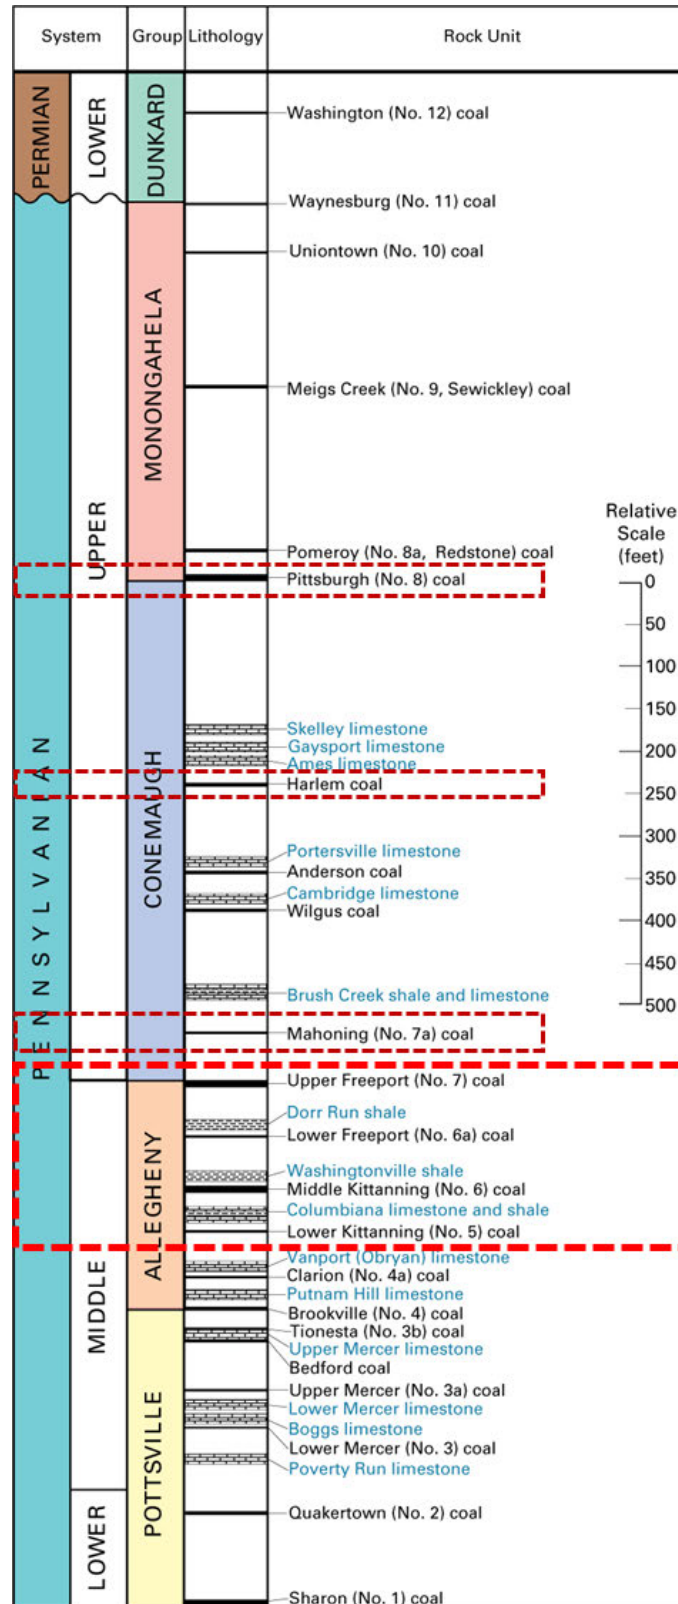 System
Group
Lithology
Rock Unit
PERMIAN
LOWER
DUNKARD
Washington (No. 12) coal
Waynesburg (No. 11) coal
Uniontown (No. 10) coal
MONONGAHELA
Meigs Creek (No. 9, Sewickley) coal
UPPER
Pomeroy (No. 8a, Redstone) coal
Pittsburgh (No. 8) coal
Relative
Scale
(feet)
0
50
100
150
200
250
300
350
400
450
500
PENNSYLVANIAN
CONEMAUGH
Skelley limestone
Gaysport limestone
Ames limestone
Harlem coal
Portersville limestone
Anderson coal
Cambridge limestone
Wilgus coal
Brush Creek shale and limestone
Mahoning (No. 7a) coal
Upper Freeport (No. 7) coal
ALLEGHENY
Dorr Run shale
Lower Freeport (No. 6a) coal
Washingtonville shale
Middle Kittanning (No. 6) coal
Columbiana limestone and shale
Lower Kittanning (No. 5) coal
Vanport (Obryan) limestone
Clarion (No. 4a) coal
Putnam Hill limestone
Brookville (No. 4) coal
MIDDLE
POTTSVILLE
Tionesta (No. 3b) coal
Upper Mercer limestone
Bedford coal
Upper Mercer (No. 3a) coal
Lower Mercer limestone
Boggs limestone
Lower Mercer (No. 3) coal
Poverty Run limestone
LOWER
Quakertown (No. 2) coal
Sharon (No. 1) coal